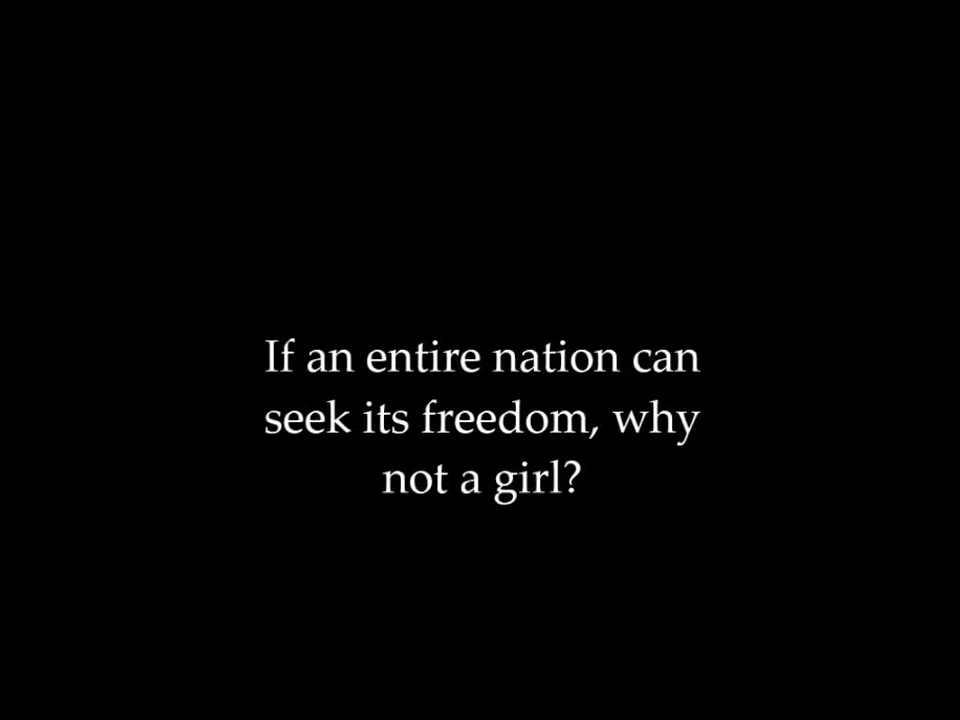 If an entire nation can
seek its freedom, why
not a girl?